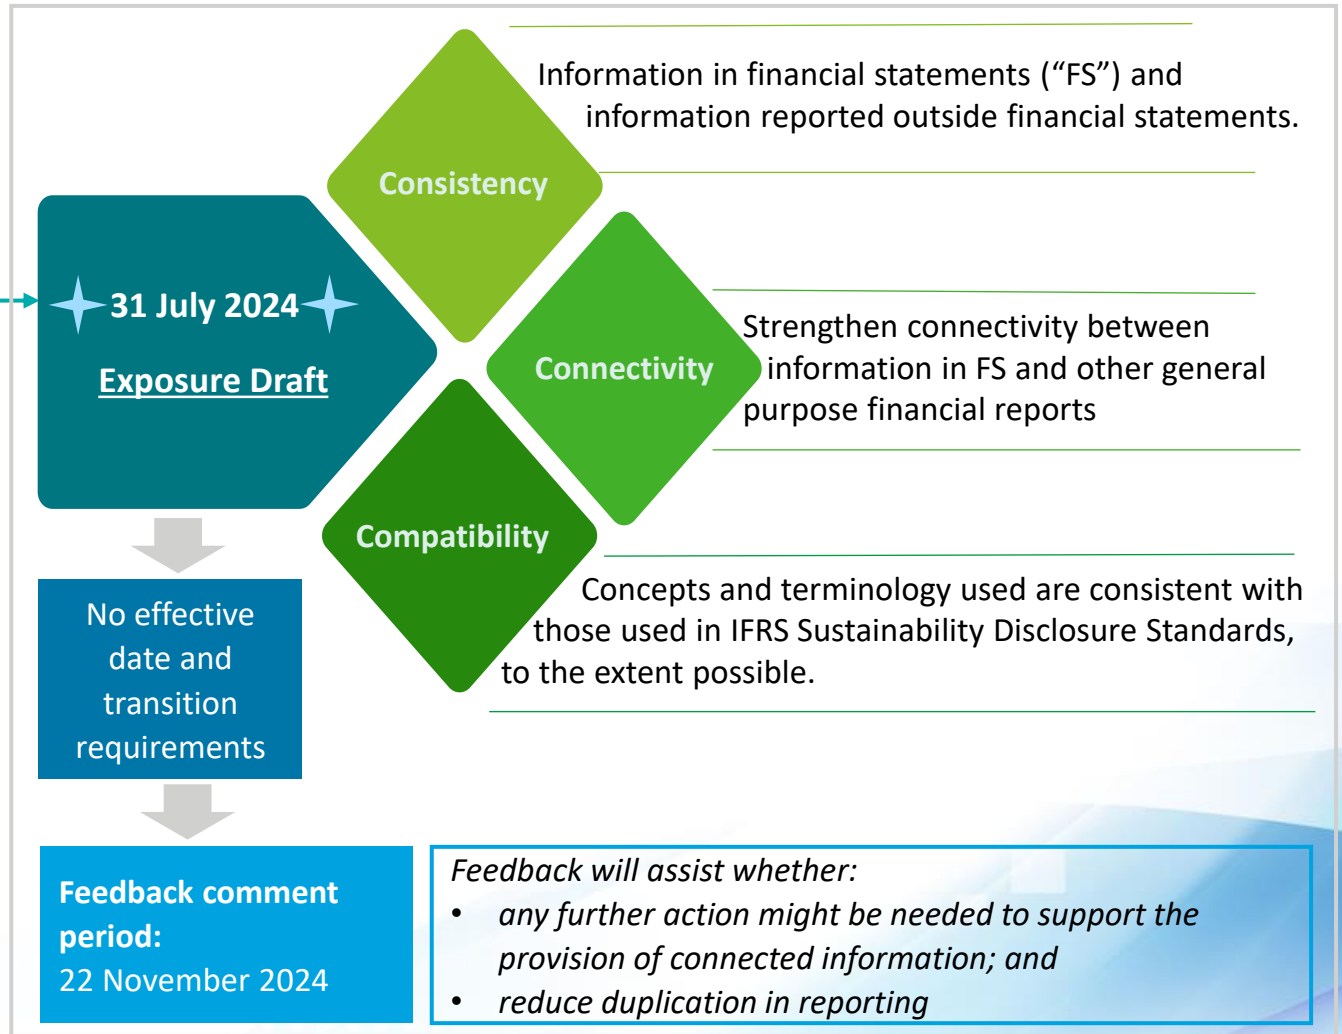 Information in financial statements (“FS”) and
information reported outside financial statements.
Consistency
31 July 2024
Exposure Draft
Connectivity
Strengthen connectivity between
information in FS and other general
purpose financial reports
Compatibility
Concepts and terminology used are consistent with
those used in IFRS Sustainability Disclosure Standards,
to the extent possible.
No effective
date and
transition
requirements
Feedback comment
period:
22 November 2024
Feedback will assist whether:
• any further action might be needed to support the
provision of connected information; and
• reduce duplication in reporting